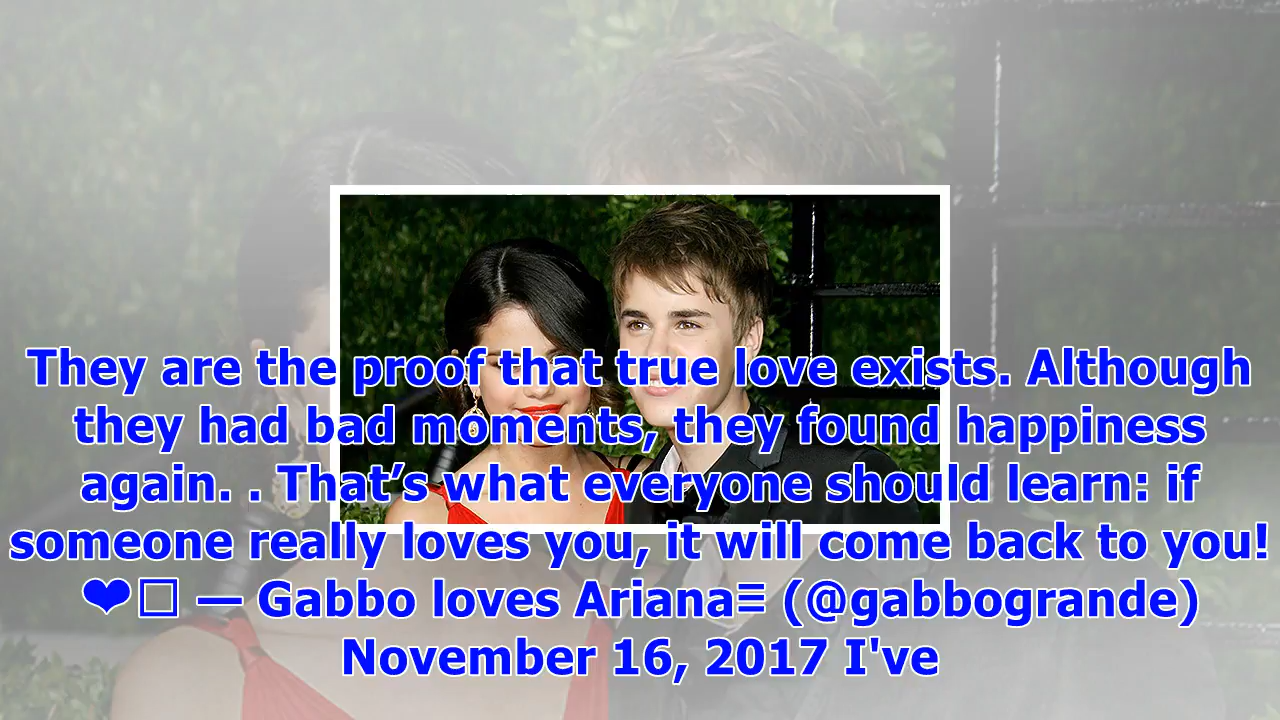 They are the proof that true love exists. Although
they had bad moments, they found happiness
again. . That’s what everyone should learn: if
someone really loves you, it will come back to you!
❤□ — Gabbo loves Ariana≡ (@gabbogrande)
November 16, 2017 I've